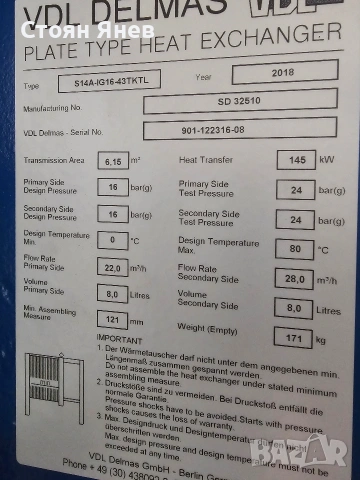 VDL DELMAS VDL
PLATE TYPE HEAT EXCHANGER
Стоян Янев
Type S14A-IG16-43TKTL Year 2018
Manufacturing No. SD 32510
VDL Delmas - Serial No. 901-122316-08
Transmission Area 6,15 m² Heat Transfer 145 kW
Primary Side Design Pressure 16 bar(g) Primary Side Test Pressure 24 bar(g)
Secondary Side Design Pressure 16 bar(g) Secondary Side Test Pressure 24 bar(g)
Design Temperature Min. 0 °C Design Temperature Max. 80 °C
Flow Rate Primary Side 22,0 m³/h Flow Rate Secondary Side 28,0 m³/h
Volume Primary Side 8,0 Litres Volume Secondary Side 8,0 Litres
Min. Assembling Measure 121 mm Weight (Empty) 171 kg
IMPORTANT
1. Der Wärmetauscher darf nicht unter dem angegebenen min.
Längenmaß zusammen gespannt werden.
Do not assemble the heat exchanger under stated minimum
assembling measure.
2. Druckstöße sind zu vermeiden. Bei Druckstoß entfällt die
normale Garantie.
Pressure shocks have to be avoided. Starts with pressure
shocks causes the loss of warranty.
3. Max. Designdruck und Designtemperatur dürfen nicht
überschritten werden
Max. design pressure and design temperature must not be
exceeded at any time.
min
VDL Delmas GmbH - Berlin
Phone + 49 (30) 438092
BAZAR